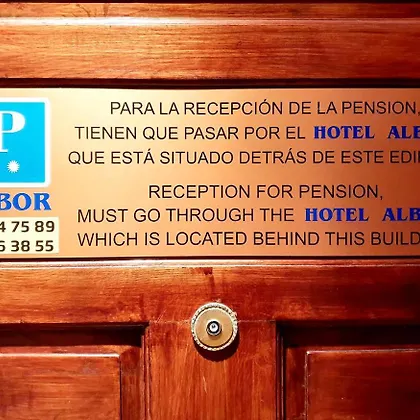 PARA LA RECEPCIÓN DE LA PENSION,
TIENEN QUE PASAR POR EL HOTEL ALB
QUE ESTÁ SITUADO DETRÁS DE ESTE EDI
RECEPTION FOR PENSION,
MUST GO THROUGH THE HOTEL ALB
WHICH IS LOCATED BEHIND THIS BUILD
P
BOR
4 75 89
6 38 55